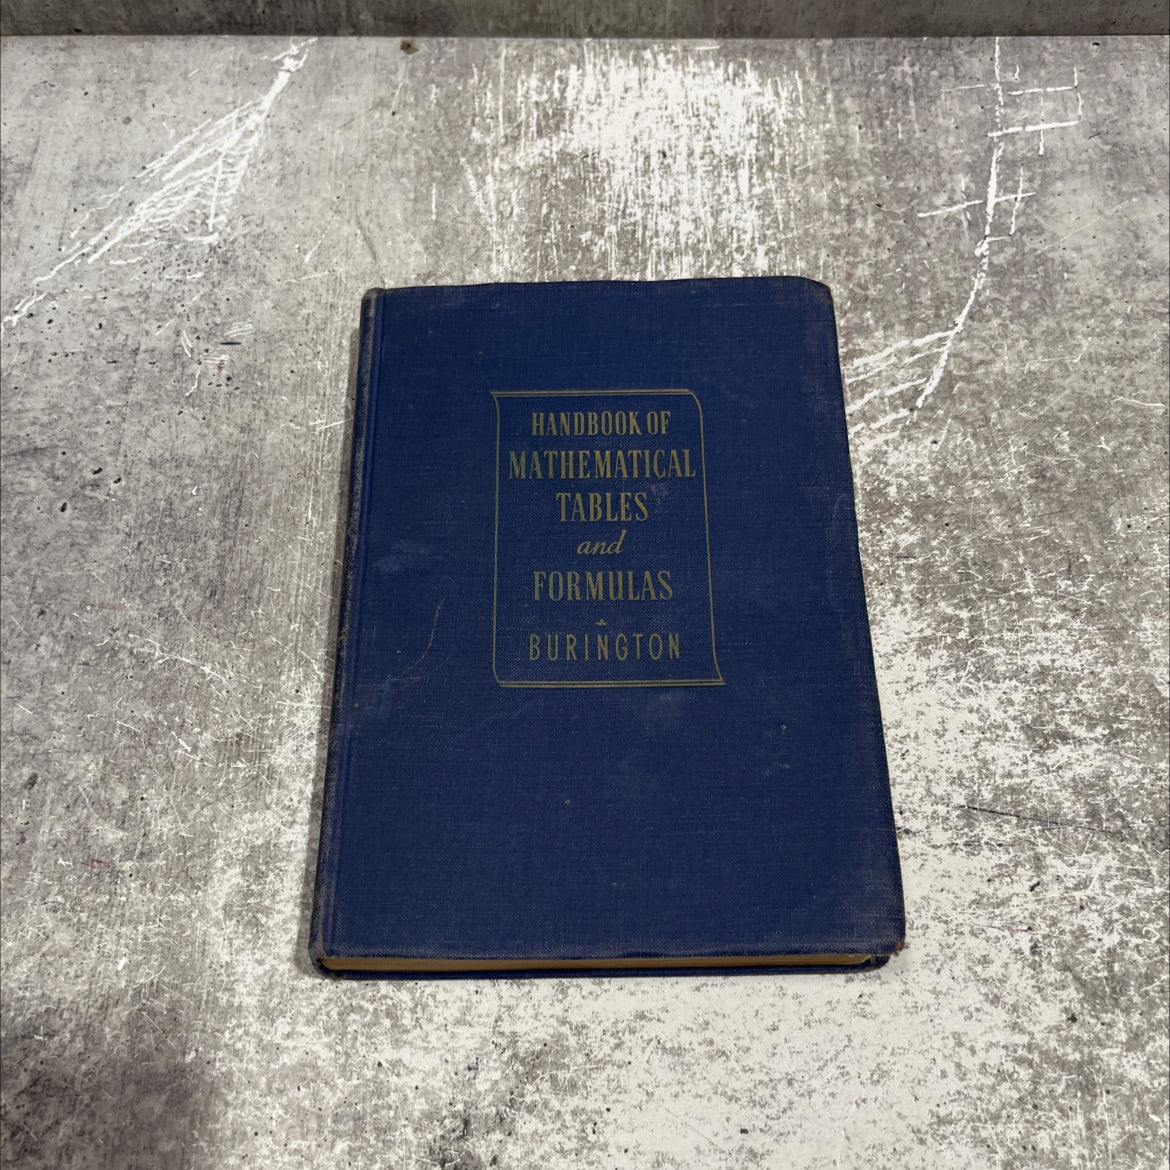 HANDBOOK OF
MATHEMATICAL
TABLES
and
FORMULAS
BURINGTON